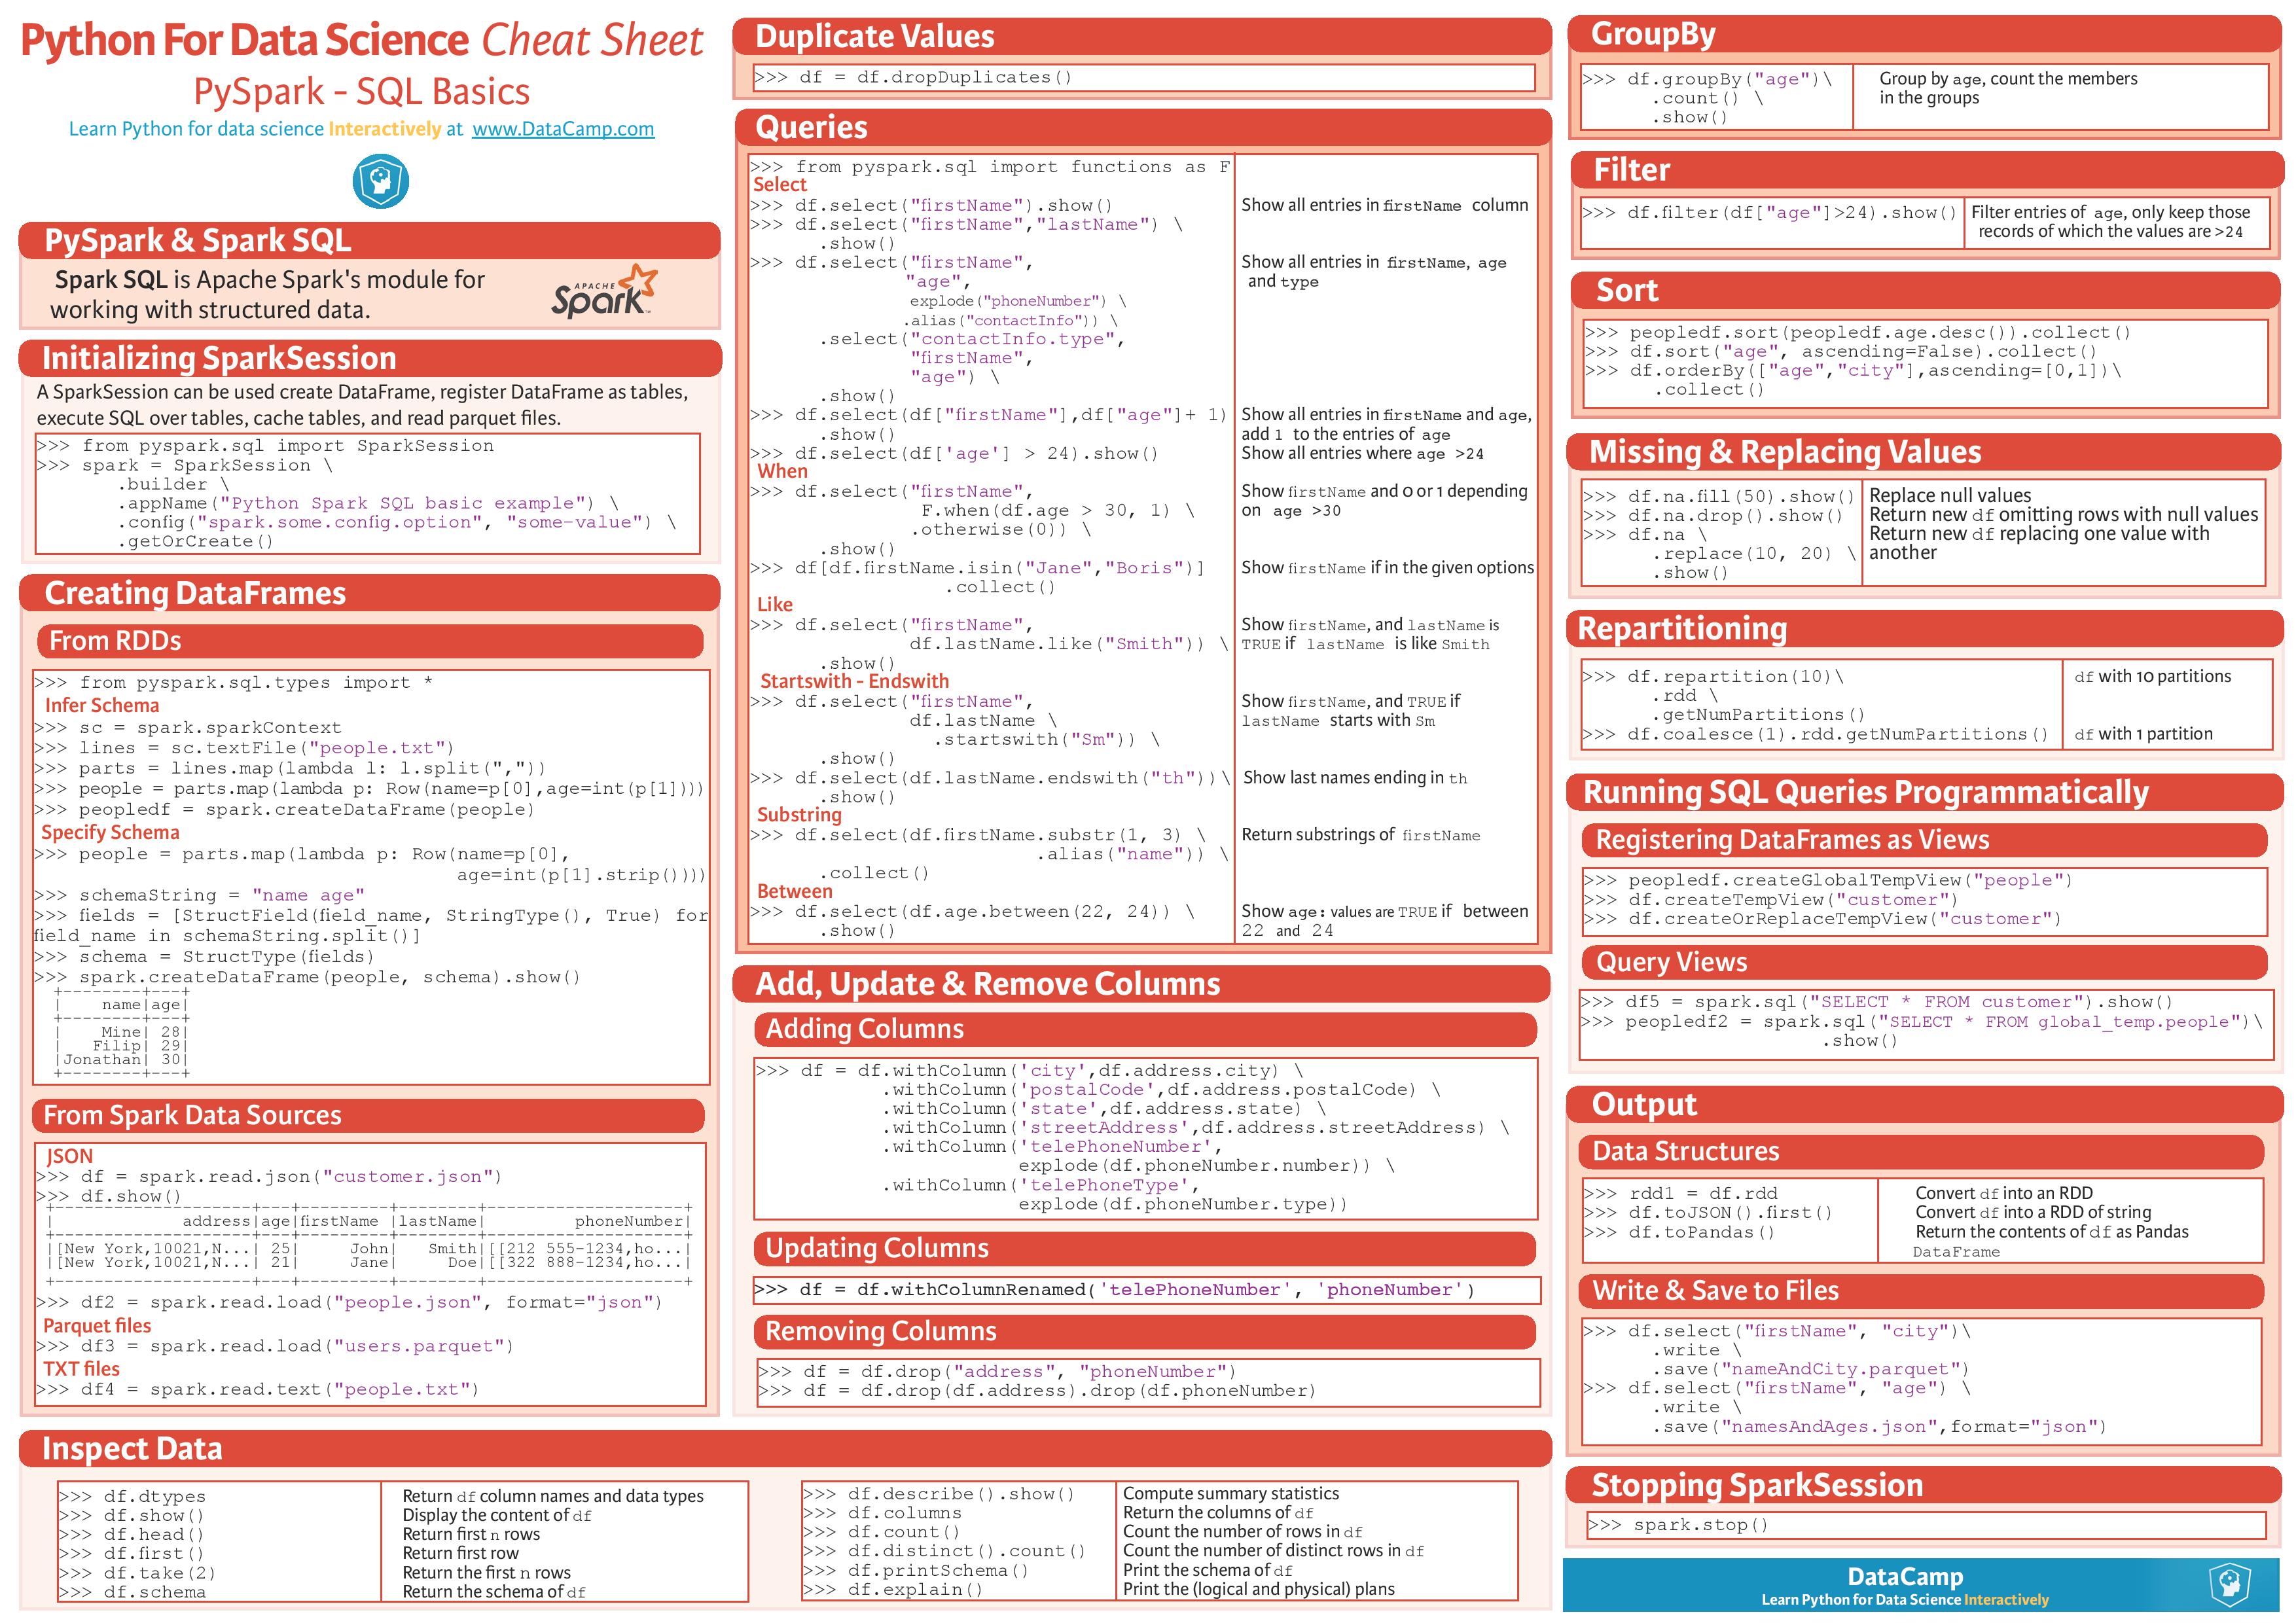 Python For Data Science Cheat Sheet
PySpark - SQL Basics
Learn Python for data science Interactively at www.DataCamp.com
PySpark & Spark SQL
Spark SQL is Apache Spark's module for
working with structured data.
APACHE
Spark
Initializing SparkSession
A SparkSession can be used create DataFrame, register DataFrame as tables,
execute SQL over tables, cache tables, and read parquet files.
>>> from pyspark.sql import SparkSession
>>> spark = SparkSession \
.builder \
.appName("Python Spark SQL basic example") \
.config("spark.some.config.option", "some-value") \
.getOrCreate()
Creating DataFrames
From RDDs
>>> from pyspark.sql.types import *
Infer Schema
>>> sc = spark.sparkContext
>>> lines = sc.textFile("people.txt")
>>> parts = lines.map(lambda l: l.split(","))
>>> people = parts.map(lambda p: Row(name=p[0],age=int(p[1])))
>>> peopledf = spark.createDataFrame(people)
Specify Schema
>>> people = parts.map(lambda p: Row(name=p[0],
age=int(p[1].strip())))
>>> schemaString = "name age"
>>> fields = [StructField(field_name, StringType(), True) for
field_name in schemaString.split()]
>>> schema = StructType(fields)
>>> spark.createDataFrame(people, schema).show()
+--------+---+
|    name|age|
+--------+---+
|    Mine| 28|
|   Filip| 29|
|Jonathan| 30|
+--------+---+
From Spark Data Sources
JSON
>>> df = spark.read.json("customer.json")
>>> df.show()
+--------------------+---+---------+--------+--------------------+
|             address|age|firstName |lastName|         phoneNumber|
+--------------------+---+---------+--------+--------------------+
|[New York,10021,N...| 25|     John|   Smith|[[212 555-1234,ho...|
|[New York,10021,N...| 21|     Jane|     Doe|[[322 888-1234,ho...|
+--------------------+---+---------+--------+--------------------+
>>> df2 = spark.read.load("people.json", format="json")
Parquet files
>>> df3 = spark.read.load("users.parquet")
TXT files
>>> df4 = spark.read.text("people.txt")
Duplicate Values
>>> df = df.dropDuplicates()
Queries
>>> from pyspark.sql import functions as F
Select
>>> df.select("firstName").show() Show all entries in firstName column
>>> df.select("firstName","lastName") \
.show()
>>> df.select("firstName", Show all entries in firstName, age
"age", and type
explode("phoneNumber") \
.alias("contactInfo")) \
.select("contactInfo.type",
"firstName",
"age") \
.show()
>>> df.select(df["firstName"],df["age"]+ 1) Show all entries in firstName and age,
.show() add 1 to the entries of age
>>> df.select(df['age'] > 24).show() Show all entries where age >24
When
>>> df.select("firstName", Show firstName and 0 or 1 depending
F.when(df.age > 30, 1) \ on age >30
.otherwise(0)) \
.show()
>>> df[df.firstName.isin("Jane","Boris")] Show firstName if in the given options
.collect()
Like
>>> df.select("firstName", Show firstName, and lastName is
df.lastName.like("Smith")) \ TRUE if lastName is like Smith
.show()
Startswith - Endswith
>>> df.select("firstName", Show firstName, and TRUE if
df.lastName \ lastName starts with Sm
.startswith("Sm")) \
.show()
>>> df.select(df.lastName.endswith("th")) \ Show last names ending in th
.show()
Substring
>>> df.select(df.firstName.substr(1, 3) \ Return substrings of firstName
.alias("name")) \
.collect()
Between
>>> df.select(df.age.between(22, 24)) \ Show age: values are TRUE if between
.show() 22 and 24
Add, Update & Remove Columns
Adding Columns
>>> df = df.withColumn('city',df.address.city) \
.withColumn('postalCode',df.address.postalCode) \
.withColumn('state',df.address.state) \
.withColumn('streetAddress',df.address.streetAddress) \
.withColumn('telePhoneNumber',
explode(df.phoneNumber.number)) \
.withColumn('telePhoneType',
explode(df.phoneNumber.type))
Updating Columns
>>> df = df.withColumnRenamed('telePhoneNumber', 'phoneNumber')
Removing Columns
>>> df = df.drop("address", "phoneNumber")
>>> df = df.drop(df.address).drop(df.phoneNumber)
Inspect Data
>>> df.dtypes Return df column names and data types
>>> df.show() Display the content of df
>>> df.head() Return first n rows
>>> df.first() Return first row
>>> df.take(2) Return the first n rows
>>> df.schema Return the schema of df
>>> df.describe().show() Compute summary statistics
>>> df.columns Return the columns of df
>>> df.count() Count the number of rows in df
>>> df.distinct().count() Count the number of distinct rows in df
>>> df.printSchema() Print the schema of df
>>> df.explain() Print the (logical and physical) plans
GroupBy
>>> df.groupBy("age")\ Group by age, count the members
.count() \ in the groups
.show()
Filter
>>> df.filter(df["age"]>24).show() Filter entries of age, only keep those
records of which the values are >24
Sort
>>> peopledf.sort(peopledf.age.desc()).collect()
>>> df.sort("age", ascending=False).collect()
>>> df.orderBy(["age","city"],ascending=[0,1])\
.collect()
Missing & Replacing Values
>>> df.na.fill(50).show() Replace null values
>>> df.na.drop().show() Return new df omitting rows with null values
>>> df.na \ Return new df replacing one value with
.replace(10, 20) \ another
.show()
Repartitioning
>>> df.repartition(10)\ df with 10 partitions
.rdd \
.getNumPartitions()
>>> df.coalesce(1).rdd.getNumPartitions() df with 1 partition
Running SQL Queries Programmatically
Registering DataFrames as Views
>>> peopledf.createGlobalTempView("people")
>>> df.createTempView("customer")
>>> df.createOrReplaceTempView("customer")
Query Views
>>> df5 = spark.sql("SELECT * FROM customer").show()
>>> peopledf2 = spark.sql("SELECT * FROM global_temp.people")\
.show()
Output
Data Structures
>>> rdd1 = df.rdd Convert df into an RDD
>>> df.toJSON().first() Convert df into a RDD of string
>>> df.toPandas() Return the contents of df as Pandas
DataFrame
Write & Save to Files
>>> df.select("firstName", "city")\
.write \
.save("nameAndCity.parquet")
>>> df.select("firstName", "age") \
.write \
.save("namesAndAges.json",format="json")
Stopping SparkSession
>>> spark.stop()
DataCamp
Learn Python for Data Science Interactively